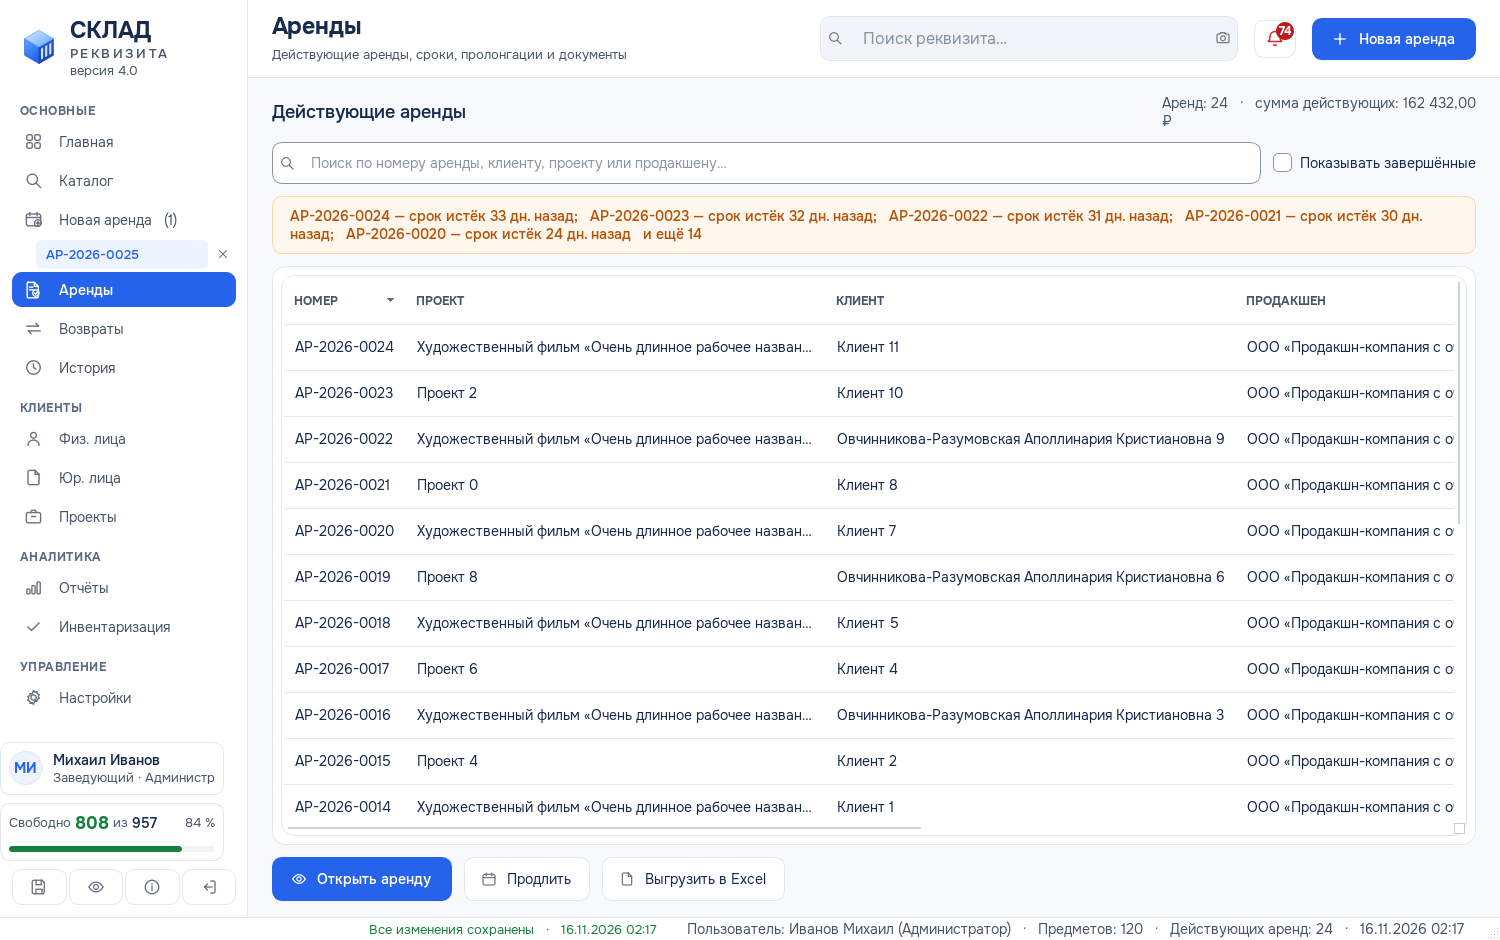 СКЛАД
РЕКВИЗИТА
версия 4.0
ОСНОВНЫЕ
Главная
Каталог
Новая аренда (1)
АР-2026-0025
Аренды
Возвраты
История
КЛИЕНТЫ
Физ. лица
Юр. лица
Проекты
АНАЛИТИКА
Отчёты
Инвентаризация
УПРАВЛЕНИЕ
Настройки
МИ
Михаил Иванов
Заведующий · Администр
Свободно 808 из 957 84 %
Аренды
Действующие аренды, сроки, пролонгации и документы
Поиск реквизита...
74
Новая аренда
Действующие аренды
Аренд: 24 · сумма действующих: 162 432,00
₽
Поиск по номеру аренды, клиенту, проекту или продакшену...
Показывать завершённые
АР-2026-0024 — срок истёк 33 дн. назад; АР-2026-0023 — срок истёк 32 дн. назад; АР-2026-0022 — срок истёк 31 дн. назад; АР-2026-0021 — срок истёк 30 дн.
назад; АР-2026-0020 — срок истёк 24 дн. назад и ещё 14
НОМЕР ПРОЕКТ КЛИЕНТ ПРОДАКШЕН
АР-2026-0024 Художественный фильм «Очень длинное рабочее назван... Клиент 11 ООО «Продакшн-компания с о
АР-2026-0023 Проект 2 Клиент 10 ООО «Продакшн-компания с о
АР-2026-0022 Художественный фильм «Очень длинное рабочее назван... Овчинникова-Разумовская Аполлинария Кристиановна 9 ООО «Продакшн-компания с о
АР-2026-0021 Проект 0 Клиент 8 ООО «Продакшн-компания с о
АР-2026-0020 Художественный фильм «Очень длинное рабочее назван... Клиент 7 ООО «Продакшн-компания с о
АР-2026-0019 Проект 8 Овчинникова-Разумовская Аполлинария Кристиановна 6 ООО «Продакшн-компания с о
АР-2026-0018 Художественный фильм «Очень длинное рабочее назван... Клиент 5 ООО «Продакшн-компания с о
АР-2026-0017 Проект 6 Клиент 4 ООО «Продакшн-компания с о
АР-2026-0016 Художественный фильм «Очень длинное рабочее назван... Овчинникова-Разумовская Аполлинария Кристиановна 3 ООО «Продакшн-компания с о
АР-2026-0015 Проект 4 Клиент 2 ООО «Продакшн-компания с о
АР-2026-0014 Художественный фильм «Очень длинное рабочее назван... Клиент 1 ООО «Продакшн-компания с о
Открыть аренду
Продлить
Выгрузить в Excel
Все изменения сохранены · 16.11.2026 02:17
Пользователь: Иванов Михаил (Администратор) · Предметов: 120 · Действующих аренд: 24 · 16.11.2026 02:17